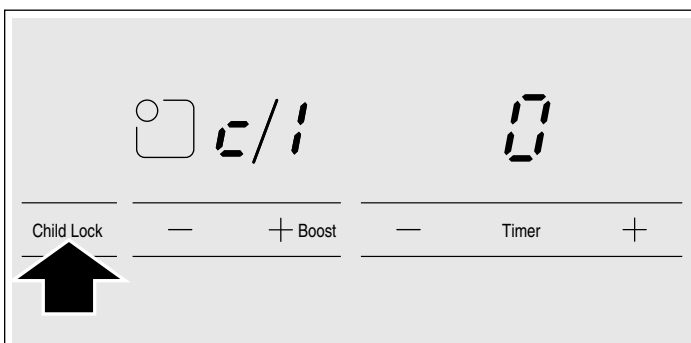 c/1 0
Child Lock — + Boost — Timer +